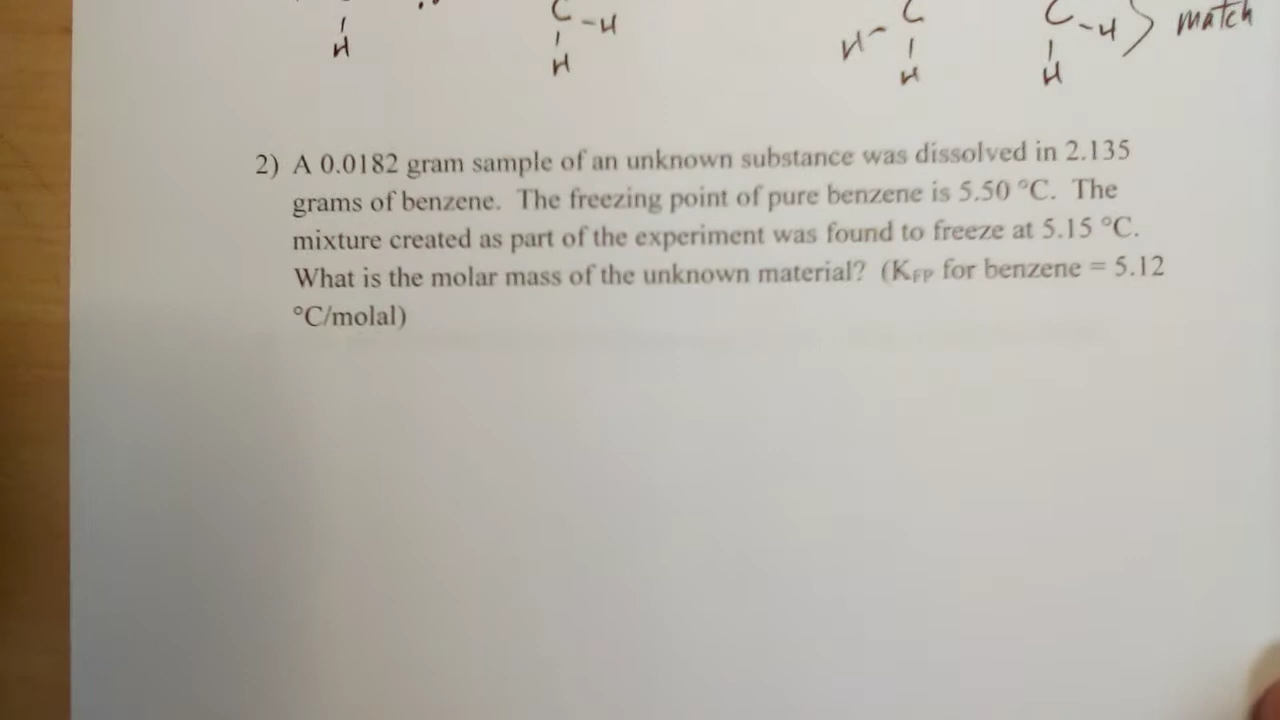 C C C
H -H H- -H > match
H H H
2) A 0.0182 gram sample of an unknown substance was dissolved in 2.135
grams of benzene. The freezing point of pure benzene is 5.50 °C. The
mixture created as part of the experiment was found to freeze at 5.15 °C.
What is the molar mass of the unknown material? (KFP for benzene = 5.12
°C/molal)